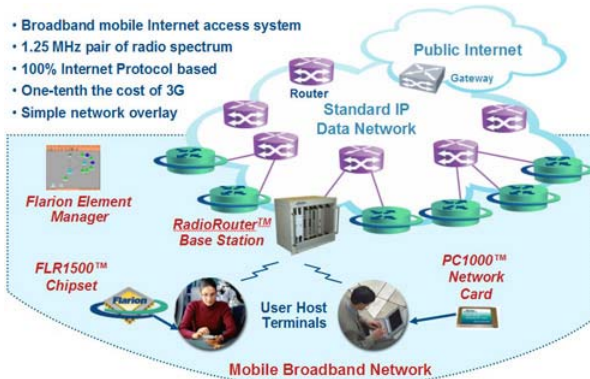 • Broadband mobile Internet access system
• 1.25 MHz pair of radio spectrum
• 100% Internet Protocol based
• One-tenth the cost of 3G
• Simple network overlay
Public Internet
Gateway
Router
Standard IP
Data Network
Flarion Element
Manager
RadioRouter™
Base Station
FLR1500™
Chipset
Flarion
User Host
Terminals
PC1000™
Network
Card
Mobile Broadband Network